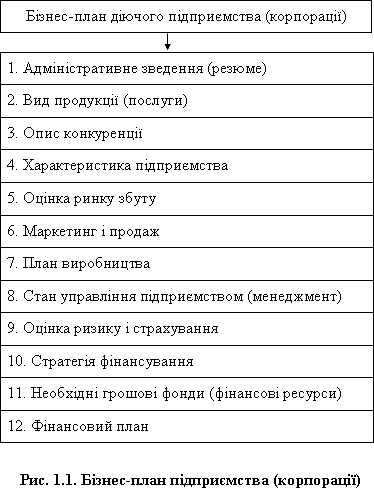 Бізнес-план діючого підприємства (корпорації)
1. Адміністративне зведення (резюме)
2. Вид продукції (послуги)
3. Опис конкуренції
4. Характеристика підприємства
5. Оцінка ринку збуту
6. Маркетинг і продаж
7. План виробництва
8. Стан управління підприємством (менеджмент)
9. Оцінка ризику і страхування
10. Стратегія фінансування
11. Необхідні грошові фонди (фінансові ресурси)
12. Фінансовий план
Рис. 1.1. Бізнес-план підприємства (корпорації)